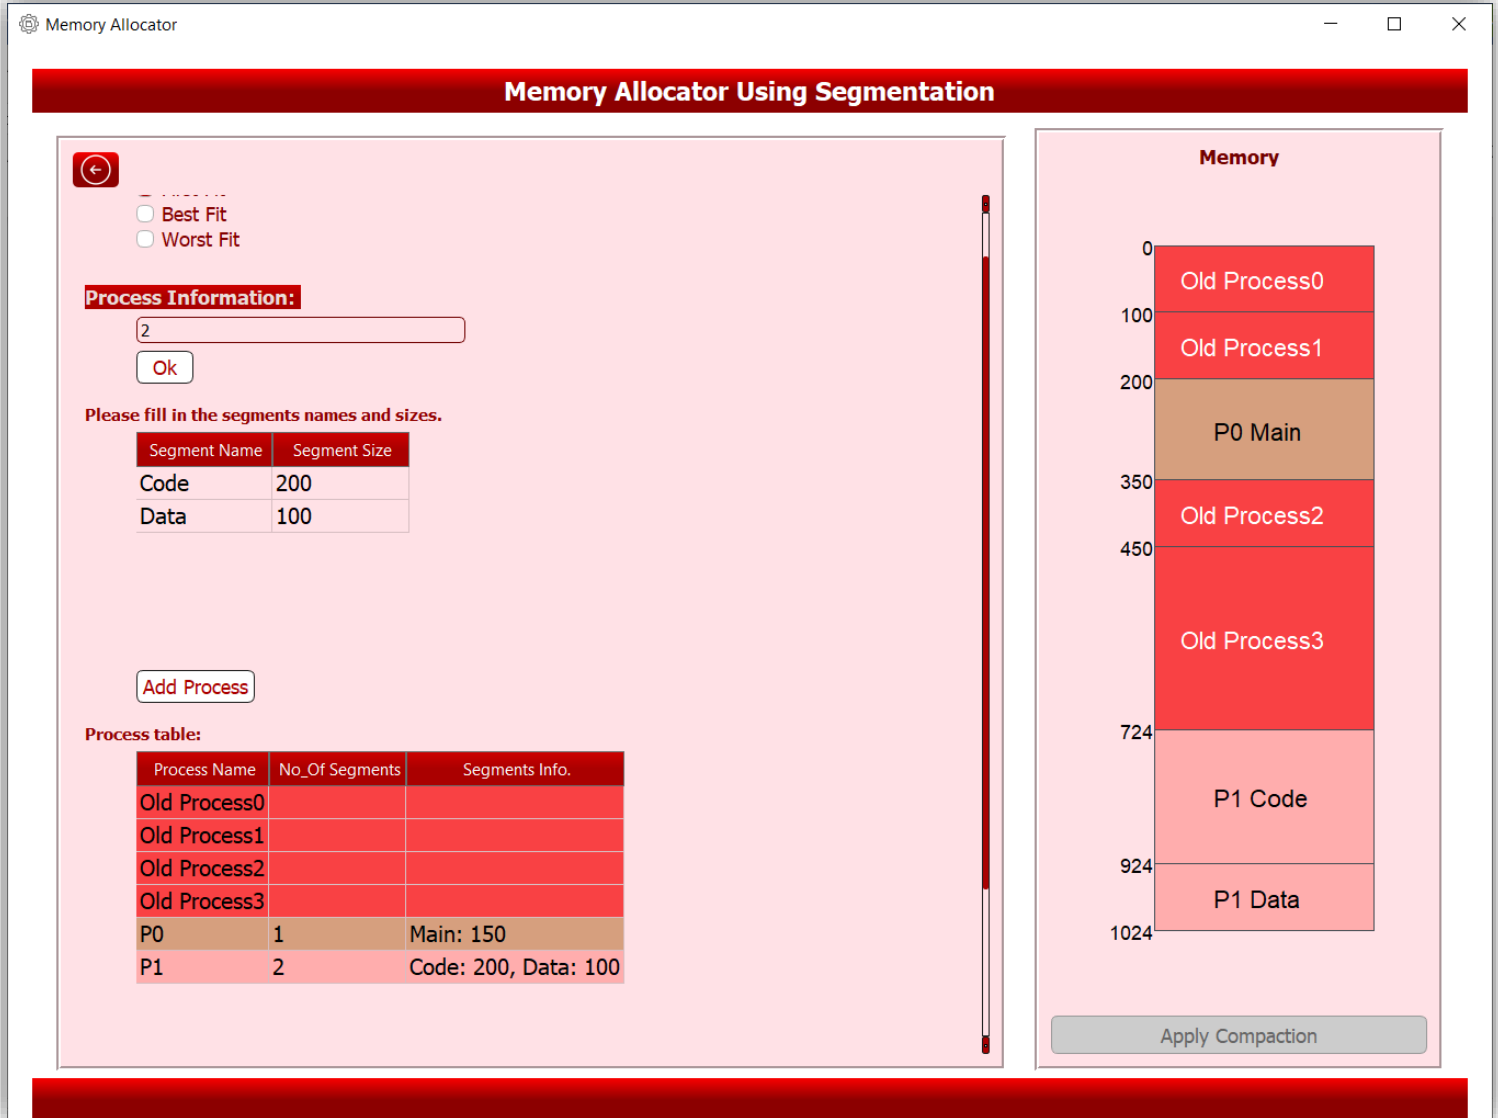 Memory Allocator
Memory Allocator Using Segmentation
Best Fit
Worst Fit
Process Information:
2
Ok
Please fill in the segments names and sizes.
Segment Name Segment Size
Code 200
Data 100
Add Process
Process table:
Process Name No_Of Segments Segments Info.
Old Process0
Old Process1
Old Process2
Old Process3
P0 1 Main: 150
P1 2 Code: 200, Data: 100
Memory
0
Old Process0
100
Old Process1
200
P0 Main
350
Old Process2
450
Old Process3
724
P1 Code
924
P1 Data
1024
Apply Compaction